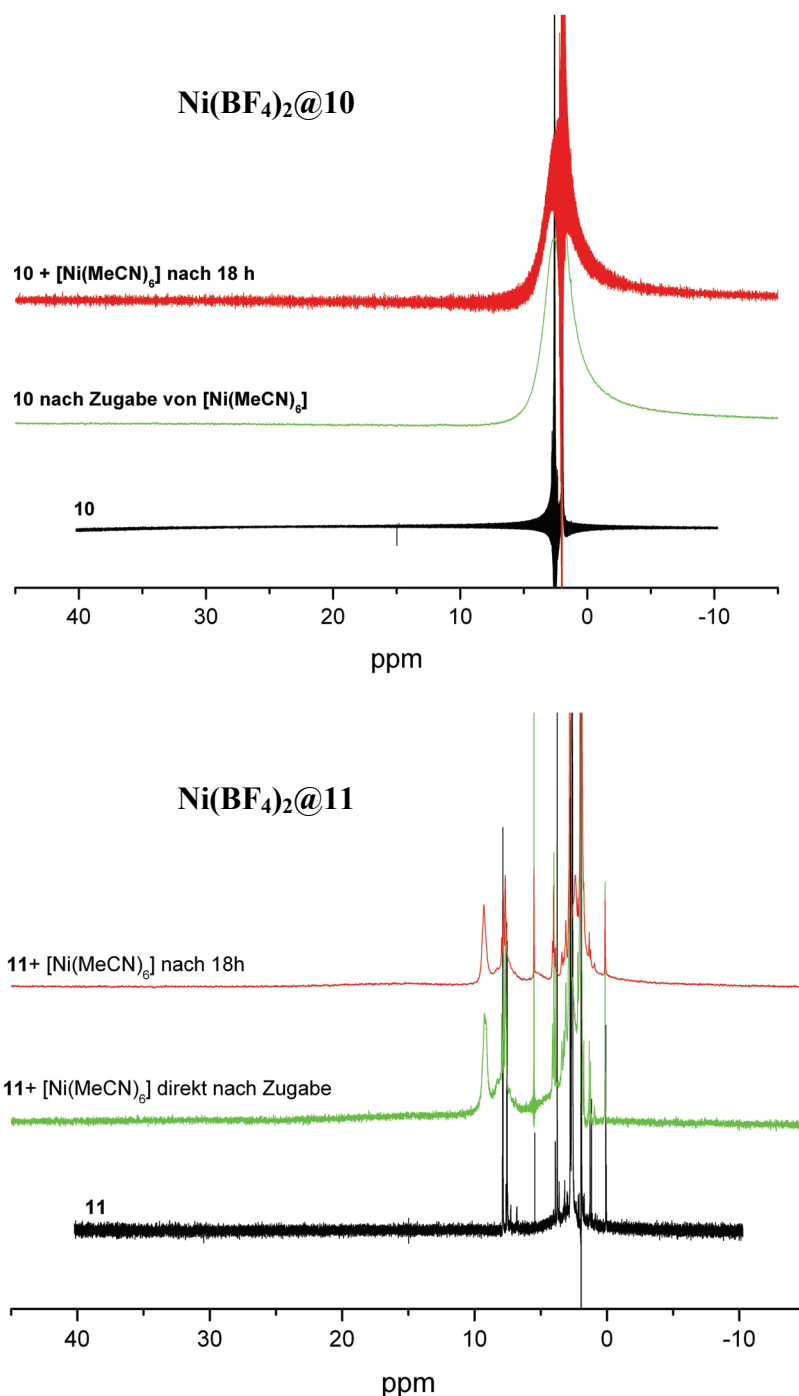 Ni(BF₄)₂@10
10 + [Ni(MeCN)₆] nach 18 h
10 nach Zugabe von [Ni(MeCN)₆]
10
40 30 20 10 0 -10
ppm
Ni(BF₄)₂@11
11+ [Ni(MeCN)₆] nach 18h
11+ [Ni(MeCN)₆] direkt nach Zugabe
11
40 30 20 10 0 -10
ppm